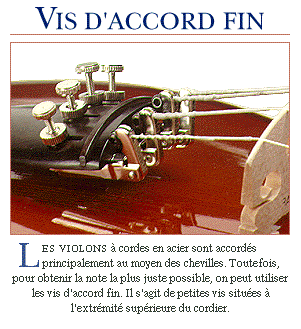 VIS D'ACCORD FIN
LES VIOLONS à cordes en acier sont accordés
principalement au moyen des chevilles. Toutefois,
pour obtenir la note la plus juste possible, on peut utiliser
les vis d'accord fin. Il s'agit de petites vis situées à
l'extrémité supérieure du cordier.